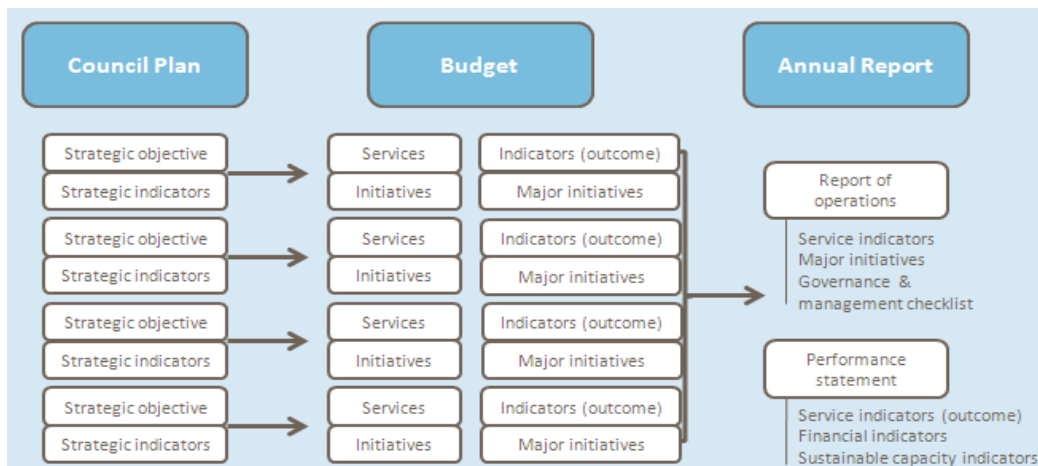 Council Plan
Budget
Annual Report
Strategic objective
Strategic indicators
Services
Initiatives
Indicators (outcome)
Major initiatives
Strategic objective
Strategic indicators
Services
Initiatives
Indicators (outcome)
Major initiatives
Strategic objective
Strategic indicators
Services
Initiatives
Indicators (outcome)
Major initiatives
Strategic objective
Strategic indicators
Services
Initiatives
Indicators (outcome)
Major initiatives
Report of
operations
Service indicators
Major initiatives
Governance &
management checklist
Performance
statement
Service indicators (outcome)
Financial indicators
Sustainable capacity indicators